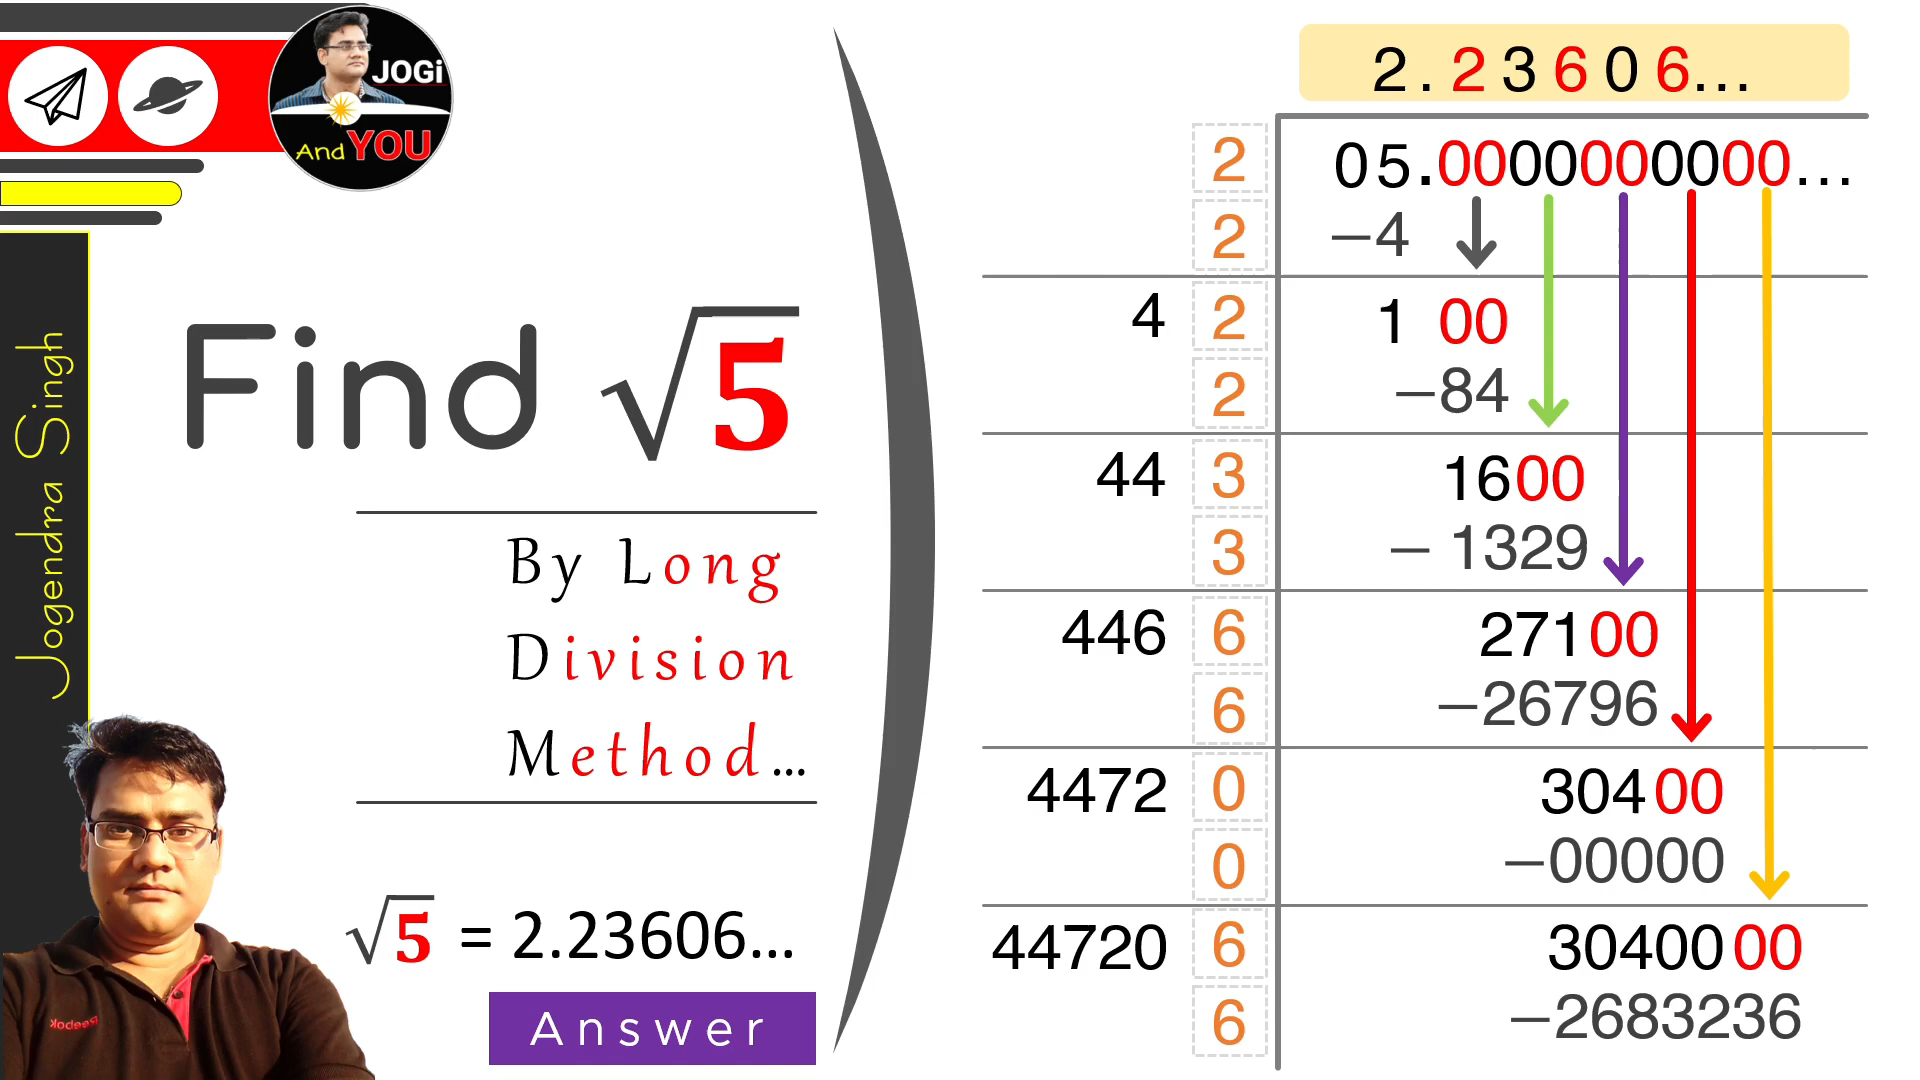 JOGi
And YOU
Jogendra Singh
Find √5
By Long
Division
Method...
√5 = 2.23606...
Answer
2.23606...
2 05.0000000000...
2 −4
4 2 1 00
2 −84
44 3 1600
3 − 1329
446 6 27100
6 −26796
4472 0 30400
0 −00000
44720 6 3040000
6 −2683236
Reebok